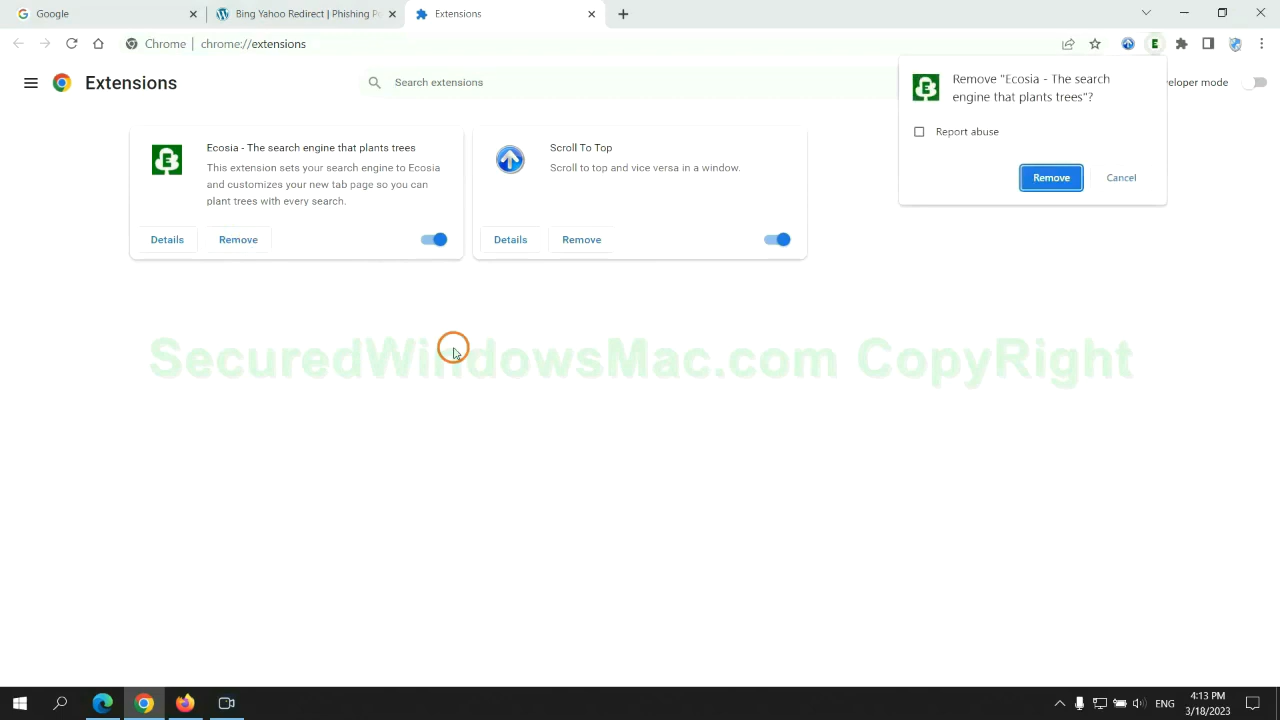 Google
Bing Yahoo Redirect | Phishing P
Extensions
Chrome | chrome://extensions
Extensions
Search extensions
eloper mode
Remove "Ecosia - The search
engine that plants trees"?
Report abuse
Remove
Cancel
Ecosia - The search engine that plants trees
This extension sets your search engine to Ecosia
and customizes your new tab page so you can
plant trees with every search.
Details
Remove
Scroll To Top
Scroll to top and vice versa in a window.
Details
Remove
SecuredWindowsMac.com CopyRight
ENG
4:13 PM
3/18/2023